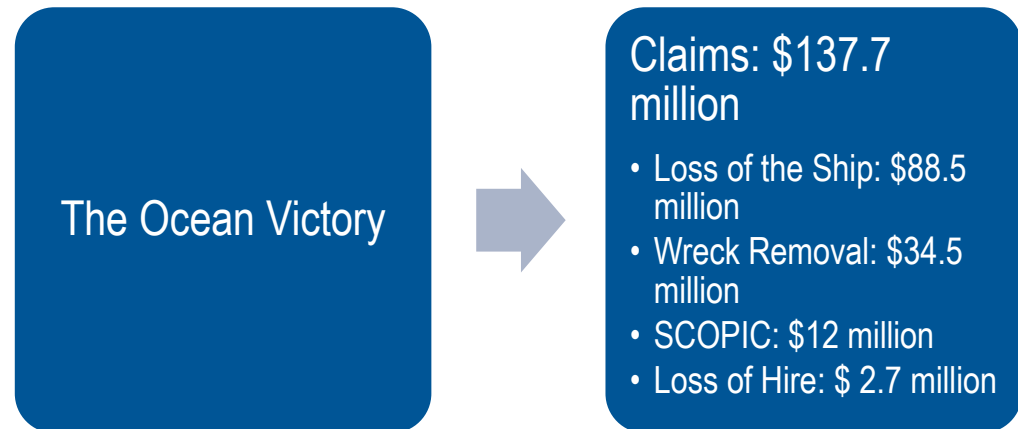 The Ocean Victory
Claims: $137.7
million
• Loss of the Ship: $88.5
million
• Wreck Removal: $34.5
million
• SCOPIC: $12 million
• Loss of Hire: $ 2.7 million